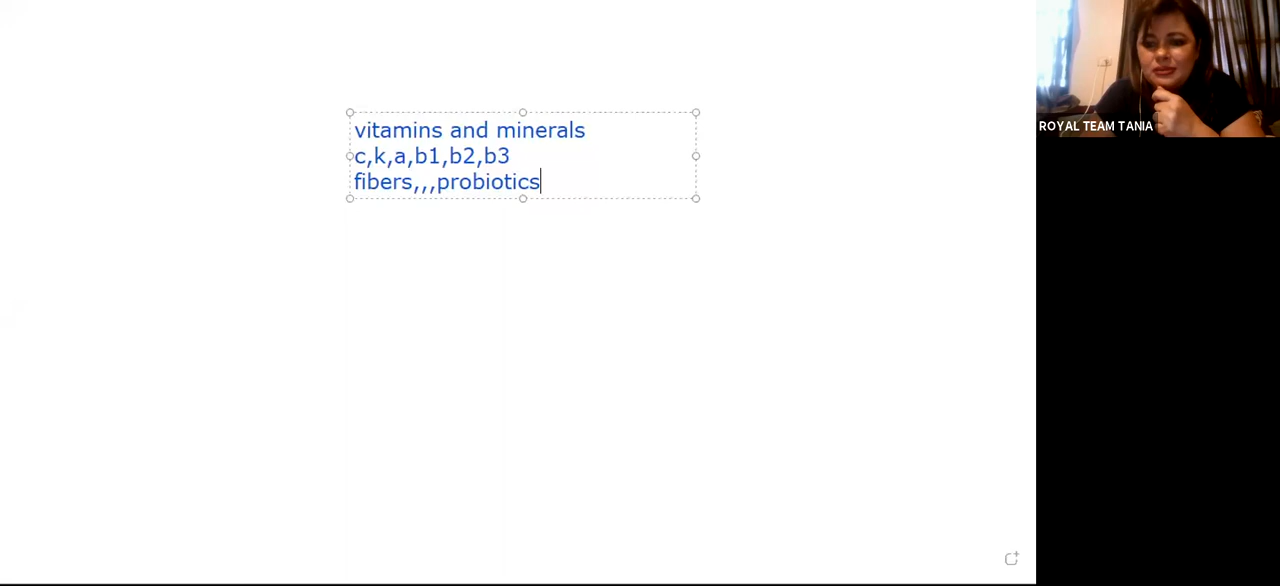 vitamins and minerals
c,k,a,b1,b2,b3
fibers,,,probiotics
ROYAL TEAM TANIA